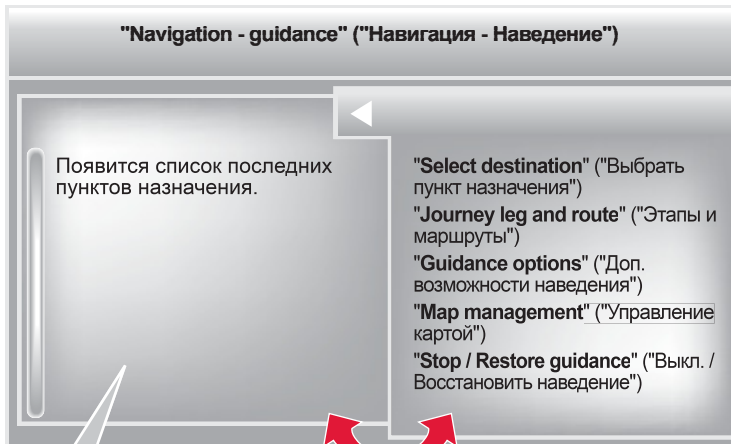 "Navigation - guidance" ("Навигация - Наведение")
Появится список последних
пунктов назначения.
"Select destination" ("Выбрать
пункт назначения")
"Journey leg and route" ("Этапы и
маршруты")
"Guidance options" ("Доп.
возможности наведения")
"Map management" ("Управление
картой")
"Stop / Restore guidance" ("Выкл. /
Восстановить наведение")